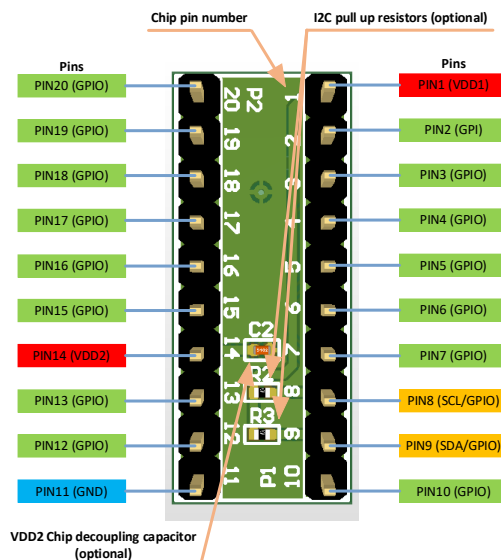 Chip pin number
I2C pull up resistors (optional)
Pins
Pins
PIN20 (GPIO)
PIN19 (GPIO)
PIN18 (GPIO)
PIN17 (GPIO)
PIN16 (GPIO)
PIN15 (GPIO)
PIN14 (VDD2)
PIN13 (GPIO)
PIN12 (GPIO)
PIN11 (GND)
20
19
18
17
16
15
14
13
12
11
P2
C2
R2
R3
P1
1
2
3
4
5
6
7
8
9
10
PIN1 (VDD1)
PIN2 (GPI)
PIN3 (GPIO)
PIN4 (GPIO)
PIN5 (GPIO)
PIN6 (GPIO)
PIN7 (GPIO)
PIN8 (SCL/GPIO)
PIN9 (SDA/GPIO)
PIN10 (GPIO)
VDD2 Chip decoupling capacitor
(optional)